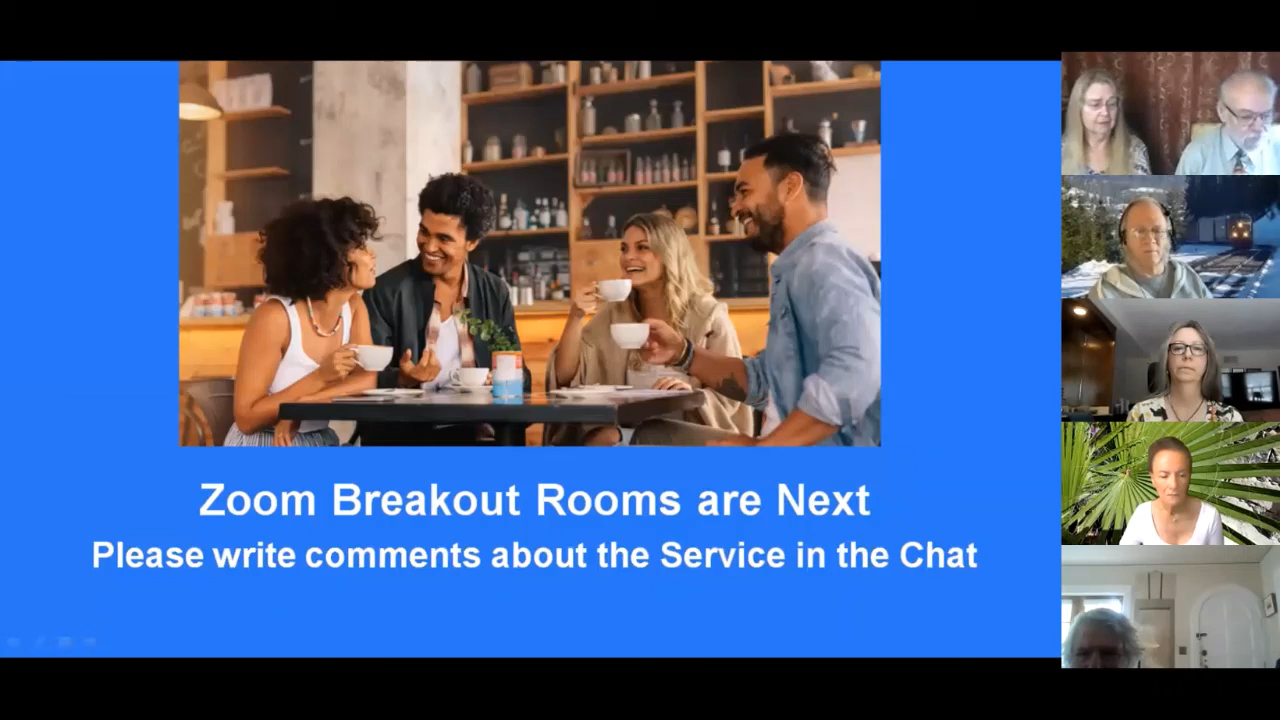 Zoom Breakout Rooms are Next
Please write comments about the Service in the Chat